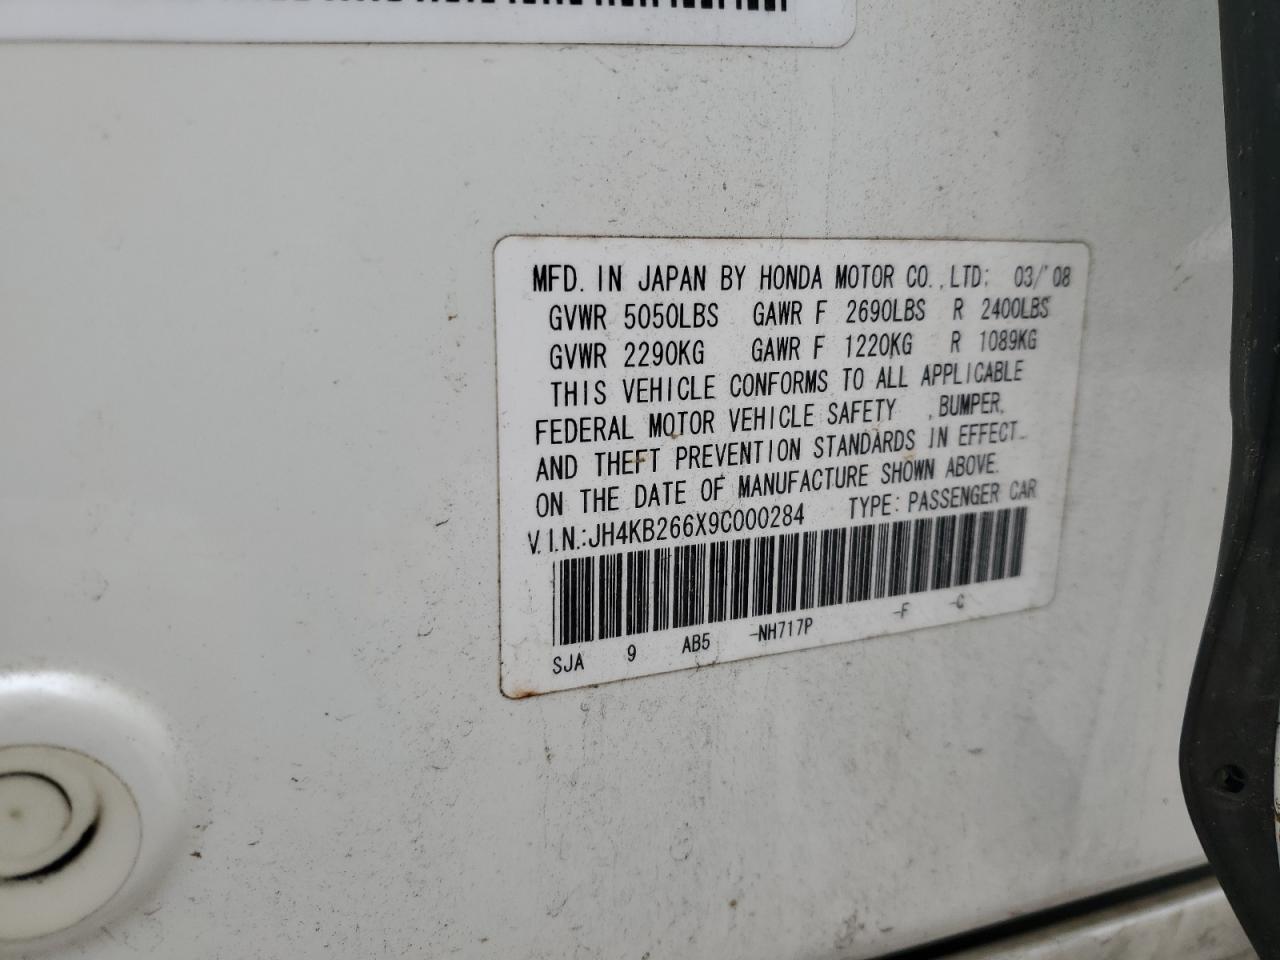 MFD. IN JAPAN BY HONDA MOTOR CO.,LTD: 03/'08
GVWR 5050LBS GAWR F 2690LBS R 2400LBS
GVWR 2290KG GAWR F 1220KG R 1089KG
THIS VEHICLE CONFORMS TO ALL APPLICABLE
FEDERAL MOTOR VEHICLE SAFETY ,BUMPER,
AND THEFT PREVENTION STANDARDS IN EFFECT
ON THE DATE OF MANUFACTURE SHOWN ABOVE.
V.I.N.:JH4KB266X9C000284 TYPE: PASSENGER CAR
SJA 9 AB5 -NH717P -F -C